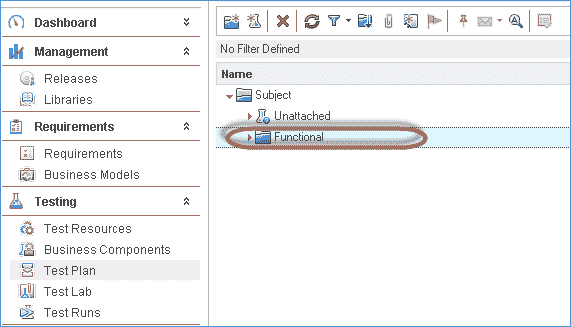 Dashboard
Management
Releases
Libraries
Requirements
Requirements
Business Models
Testing
Test Resources
Business Components
Test Plan
Test Lab
Test Runs
No Filter Defined
Name
Subject
Unattached
Functional